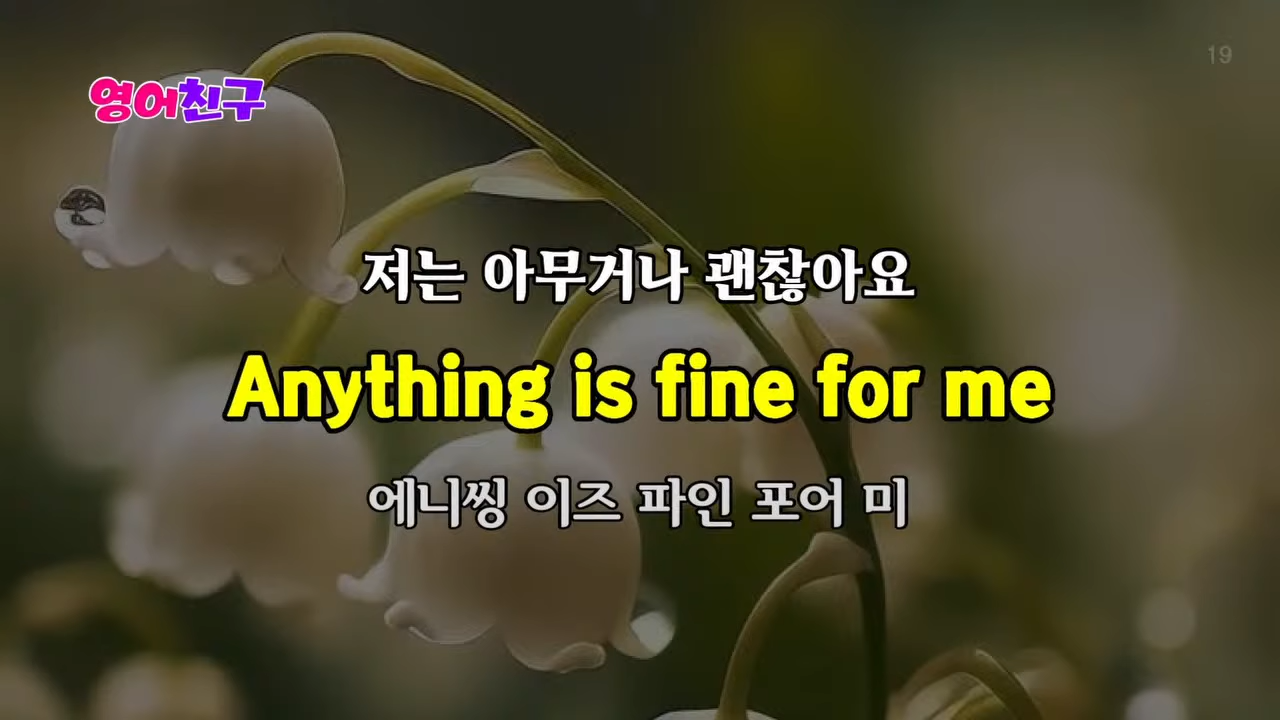 19
영어친구
저는 아무거나 괜찮아요
Anything is fine for me
에니씽 이즈 파인 포어 미